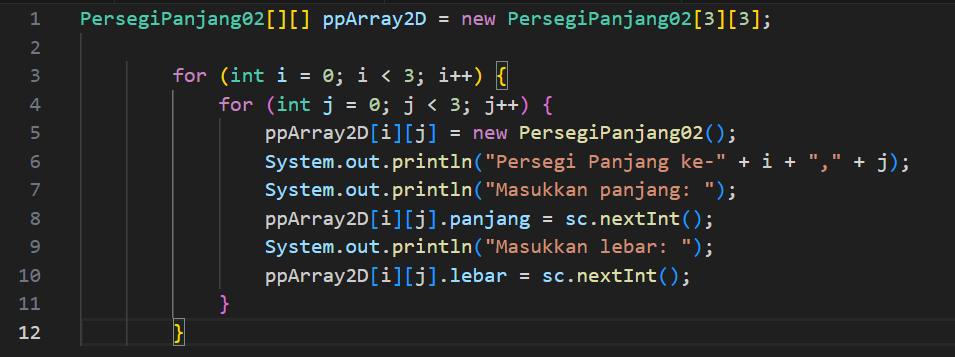 1 PersegiPanjang02[][] ppArray2D = new PersegiPanjang02[3][3];
2
3 for (int i = 0; i < 3; i++) {
4 for (int j = 0; j < 3; j++) {
5 ppArray2D[i][j] = new PersegiPanjang02();
6 System.out.println("Persegi Panjang ke-" + i + "," + j);
7 System.out.println("Masukkan panjang: ");
8 ppArray2D[i][j].panjang = sc.nextInt();
9 System.out.println("Masukkan lebar: ");
10 ppArray2D[i][j].lebar = sc.nextInt();
11 }
12 }